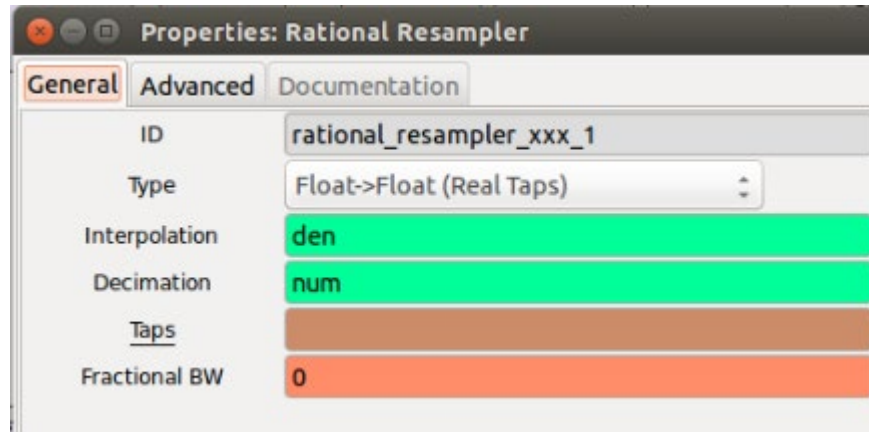 Properties: Rational Resampler
General Advanced Documentation
ID rational_resampler_xxx_1
Type Float->Float (Real Taps)
Interpolation den
Decimation num
Taps
Fractional BW 0